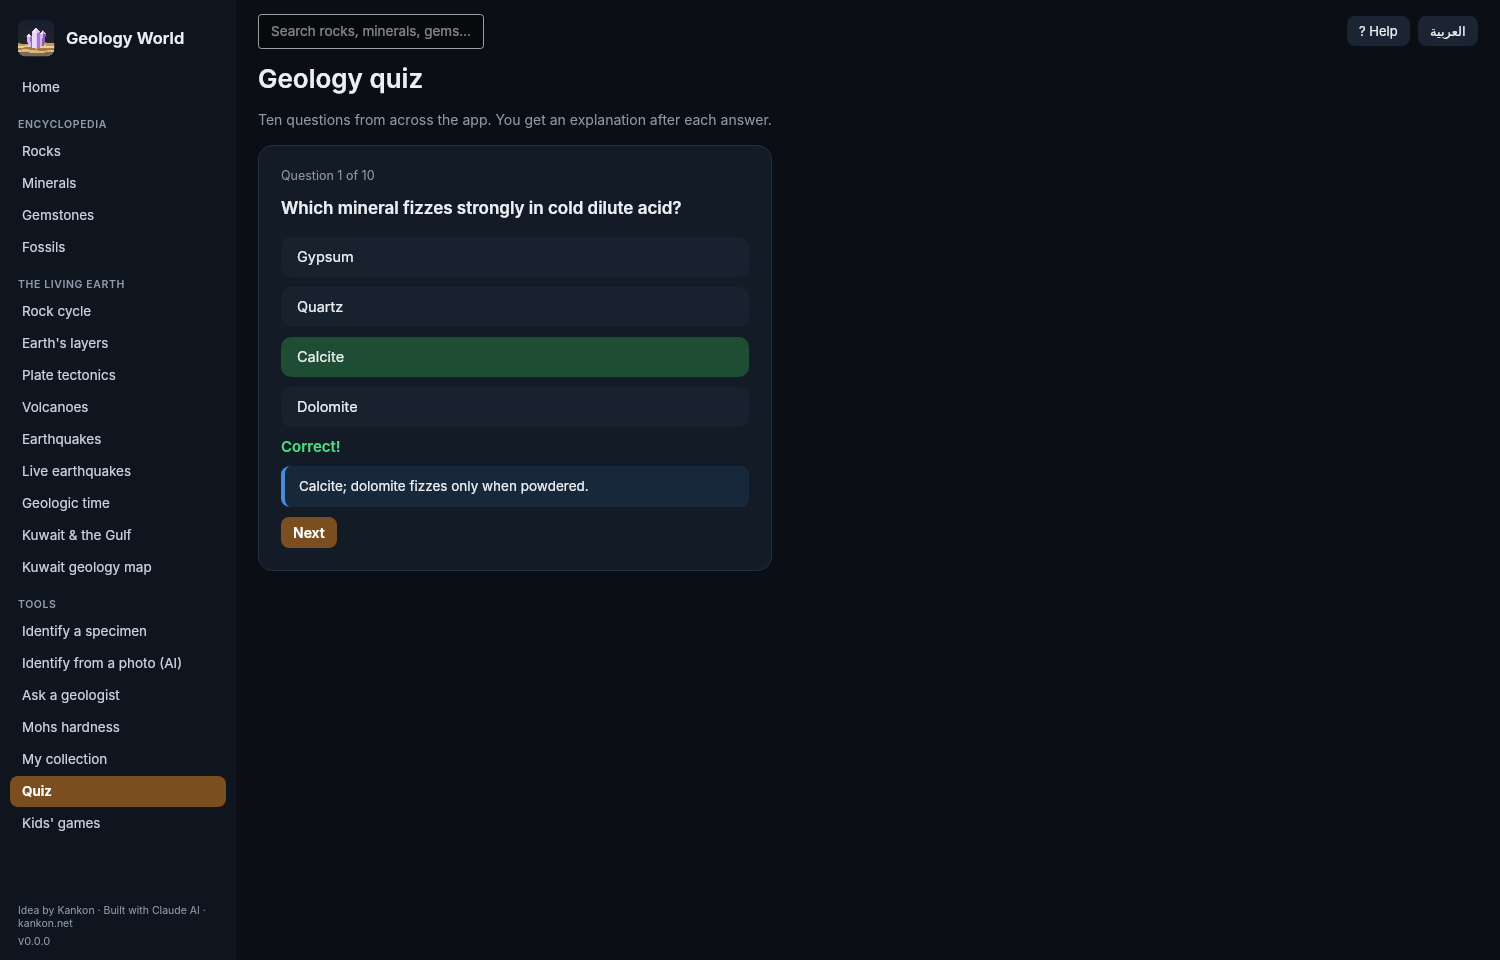 Geology World
Home
ENCYCLOPEDIA
Rocks
Minerals
Gemstones
Fossils
THE LIVING EARTH
Rock cycle
Earth's layers
Plate tectonics
Volcanoes
Earthquakes
Live earthquakes
Geologic time
Kuwait & the Gulf
Kuwait geology map
TOOLS
Identify a specimen
Identify from a photo (AI)
Ask a geologist
Mohs hardness
My collection
Quiz
Kids' games
Idea by Kankon · Built with Claude AI ·
kankon.net
v0.0.0
Search rocks, minerals, gems...
? Help
العربية
Geology quiz
Ten questions from across the app. You get an explanation after each answer.
Question 1 of 10
Which mineral fizzes strongly in cold dilute acid?
Gypsum
Quartz
Calcite
Dolomite
Correct!
Calcite; dolomite fizzes only when powdered.
Next